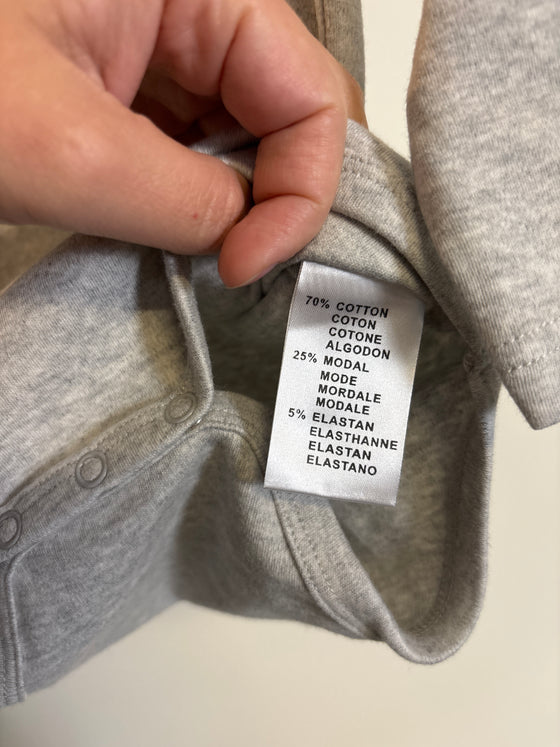 70% COTTON
COTON
COTONE
ALGODON
25% MODAL
MODE
MORDALE
MODALE
5% ELASTAN
ELASTHANNE
ELASTAN
ELASTANO